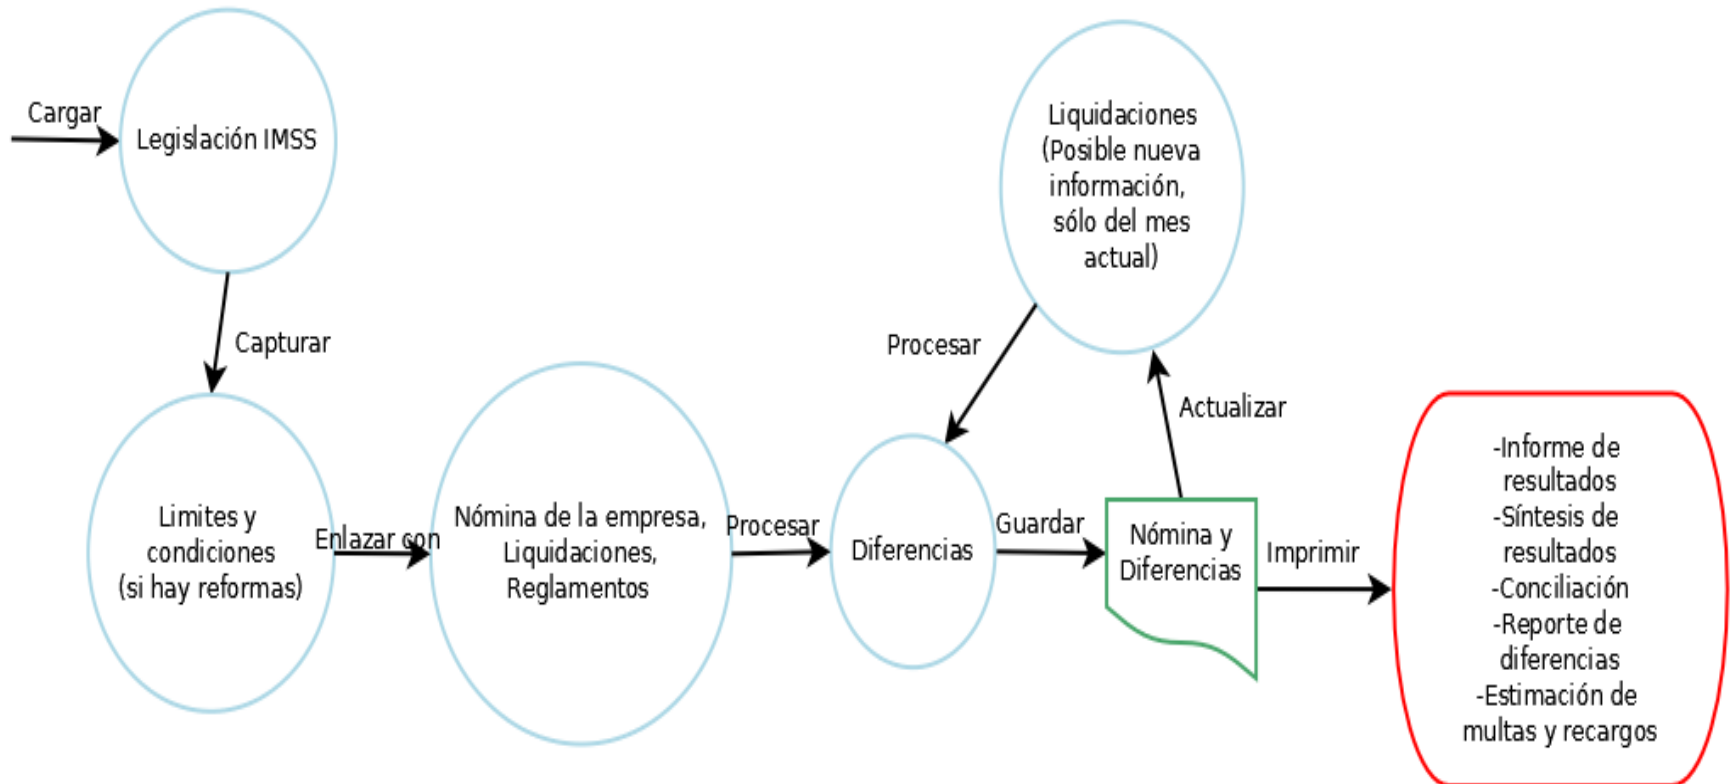 Cargar
Legislación IMSS
Capturar
Limites y
condiciones
(si hay reformas)
Enlazar con
Nómina de la empresa,
Liquidaciones,
Reglamentos
Procesar
Diferencias
Guardar
Nómina y
Diferencias
Actualizar
Liquidaciones
(Posible nueva
información,
sólo del mes
actual)
Procesar
Imprimir
-Informe de
resultados
-Síntesis de
resultados
-Conciliación
-Reporte de
diferencias
-Estimación de
multas y recargos